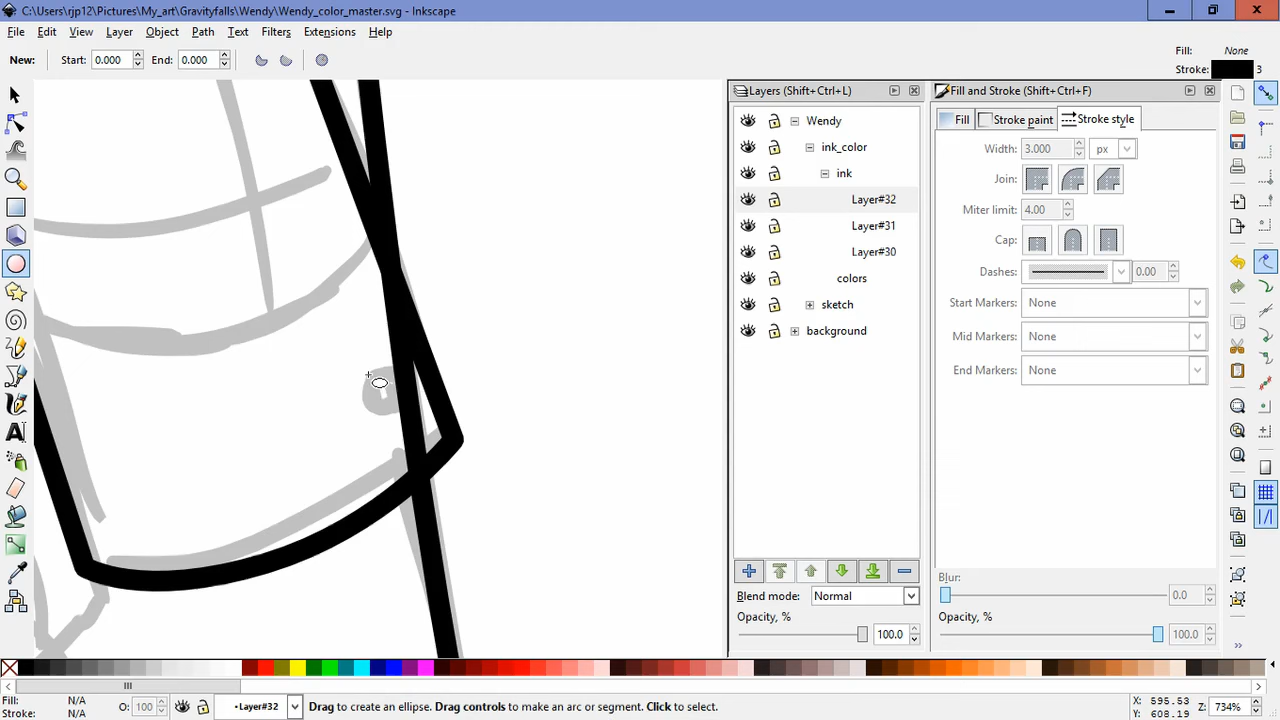 C:\Users\rjp12\Pictures\My_art\Gravityfalls\Wendy\Wendy_color_master.svg - Inkscape
File Edit View Layer Object Path Text Filters Extensions Help
New: Start: 0.000 End: 0.000
Fill: None
Stroke: 3
Layers (Shift+Ctrl+L)
Wendy
ink_color
ink
Layer#32
Layer#31
Layer#30
colors
sketch
background
Blend mode: Normal
Opacity, %
100.0
Fill and Stroke (Shift+Ctrl+F)
Fill Stroke paint Stroke style
Width: 3.000 px
Join:
Miter limit: 4.00
Cap:
Dashes: 0.00
Start Markers: None
Mid Markers: None
End Markers: None
Blur:
0.0
Opacity, %
100.0
Fill: N/A
Stroke: N/A
O: 100
•Layer#32
Drag to create an ellipse. Drag controls to make an arc or segment. Click to select.
X: 595.53
Y: 608.19
Z: 734%